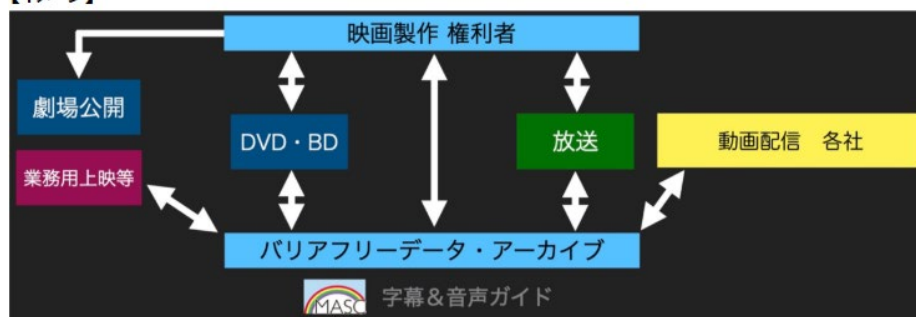 映画製作 権利者
劇場公開
DVD・BD
放送
動画配信 各社
業務用上映等
バリアフリーデータ・アーカイブ
MASC
字幕&音声ガイド